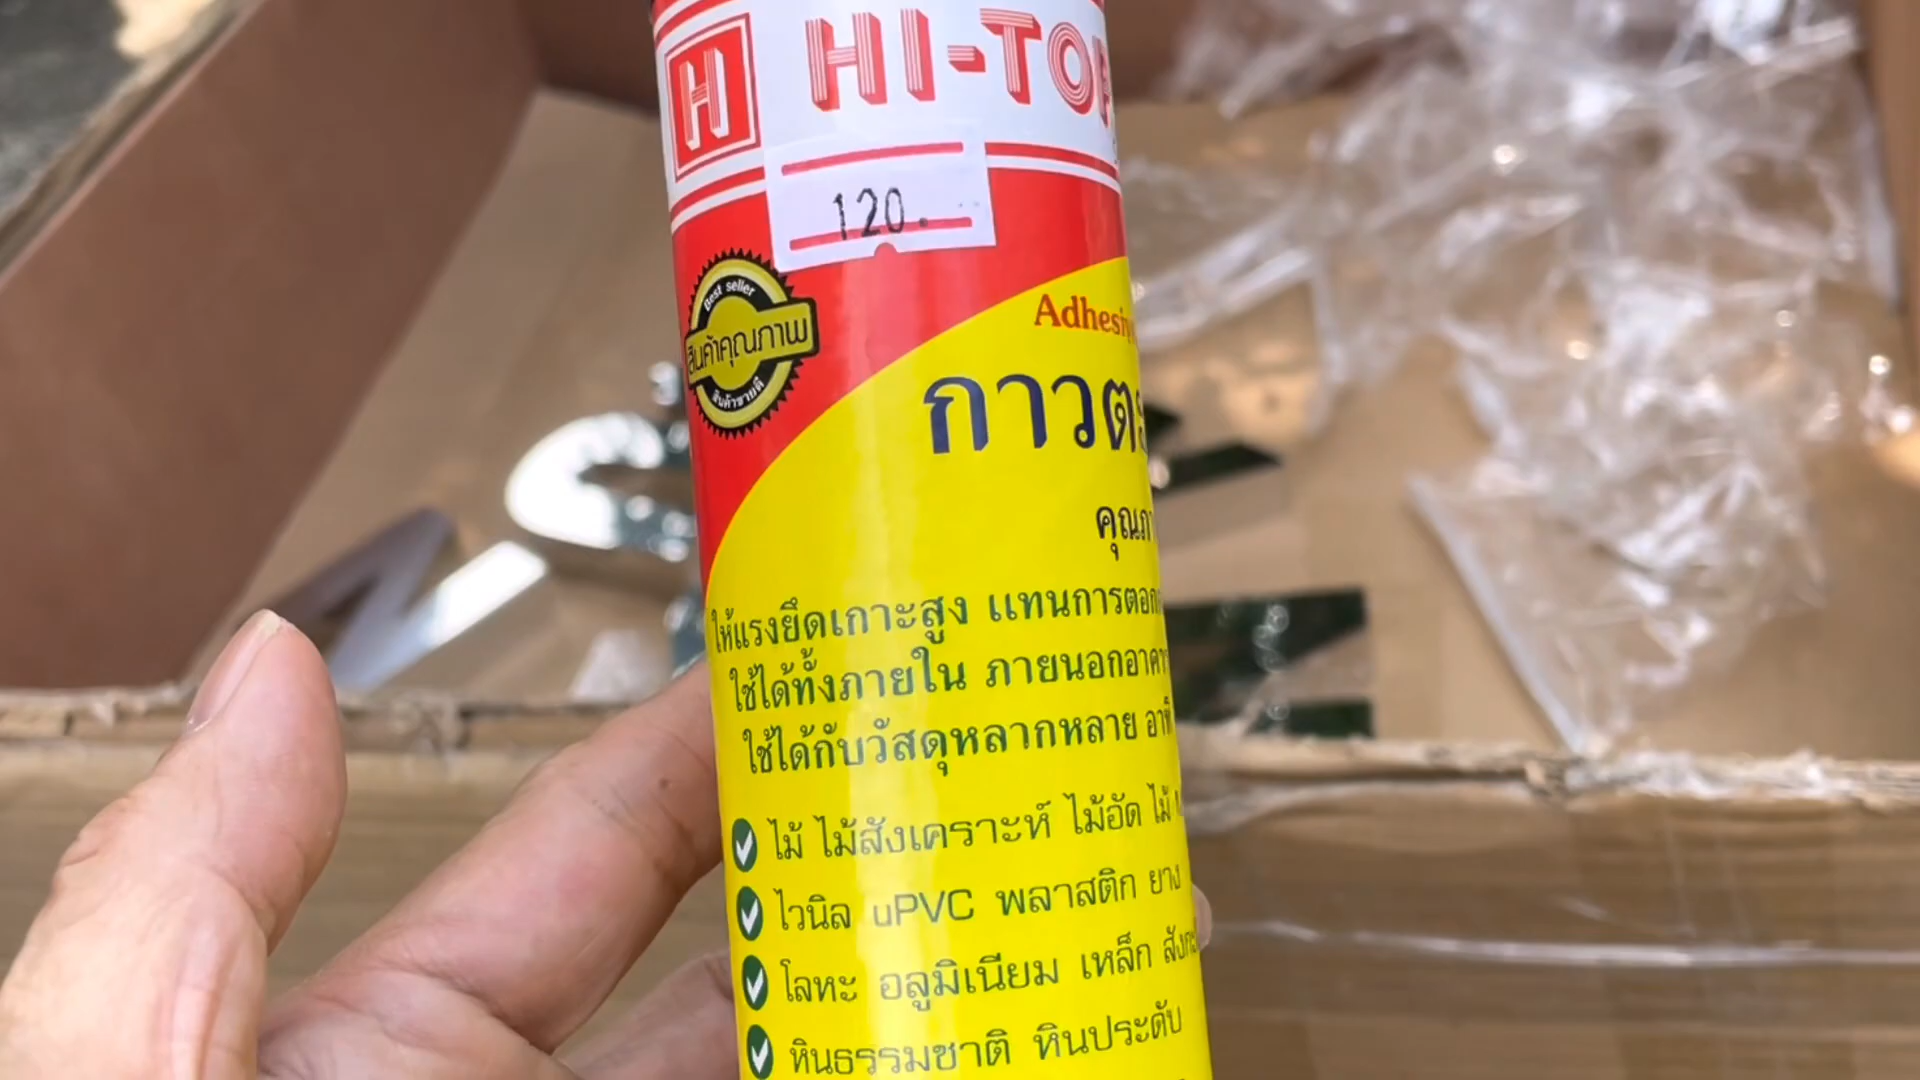 H HI-TOP
120.
Best seller
สินค้าคุณภาพ
สินค้าขายดี
กาว
ให้แรงยึดเกาะสูง แทนการตอก
ใช้ได้ทั้งภายใน ภายนอกอาคาร
ใช้ได้กับวัสดุหลากหลาย
ไม้ ไม้สังเคราะห์ ไม้อัด ไม้
ไวนิล uPVC พลาสติก ยาง
โลหะ อลูมิเนียม เหล็ก
หินธรรมชาติ หินประดับ